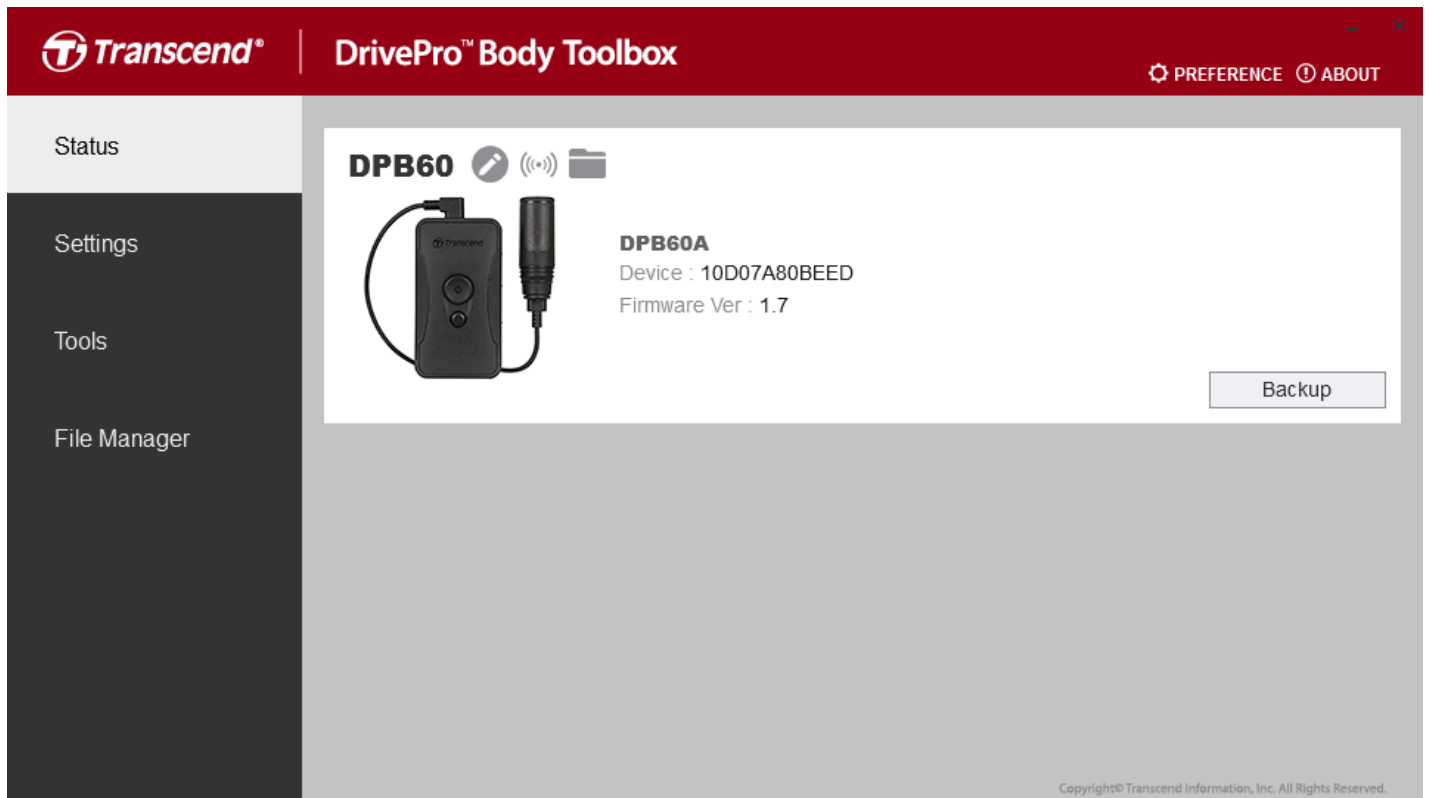 Transcend®
DrivePro™ Body Toolbox
PREFERENCE
ABOUT
Status
Settings
Tools
File Manager
DPB60
Transcend
DPB60A
Device : 10D07A80BEED
Firmware Ver : 1.7
Backup
Copyright© Transcend Information, Inc. All Rights Reserved.